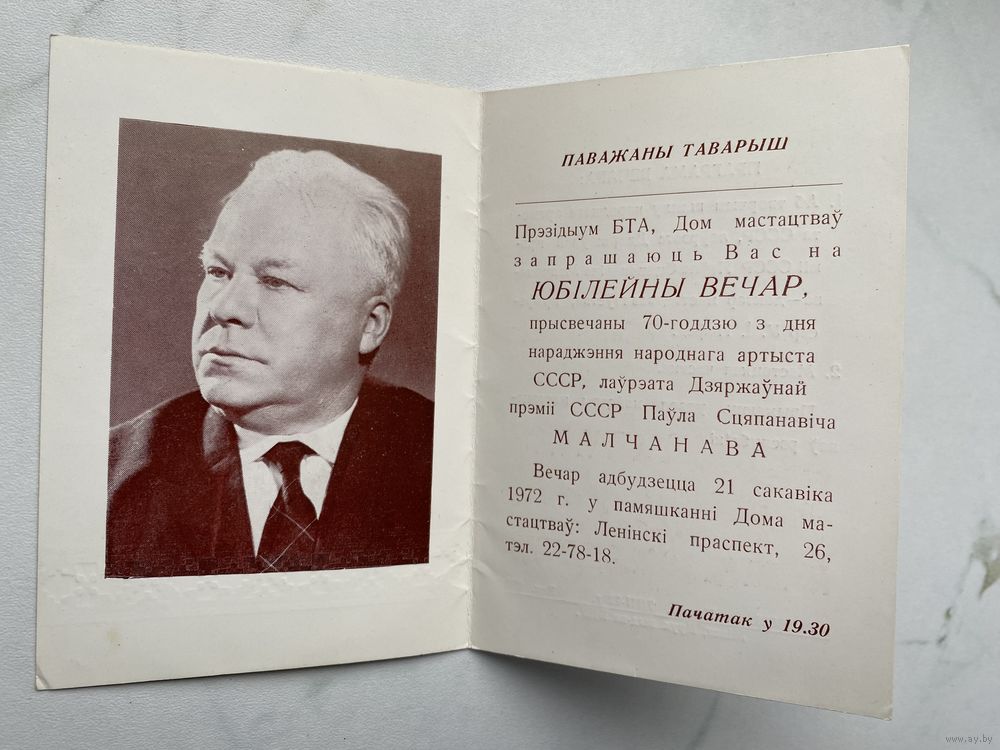 ПАВАЖАНЫ ТАВАРЫШ
Прэзідыум БТА, Дом мастацтваў
запрашаюць Вас на
ЮБІЛЕЙНЫ ВЕЧАР,
прысвечаны 70-годдзю з дня
нараджэння народнага артыста
СССР, лаўрэата Дзяржаўнай
прэміі СССР Паўла Сцяпанавіча
МАЛЧАНАВА
Вечар адбудзецца 21 сакавіка
1972 г. у памяшканні Дома ма-
стацтваў: Ленінскі праспект, 26,
тэл. 22-78-18.
Пачатак у 19.30
www.ay.by